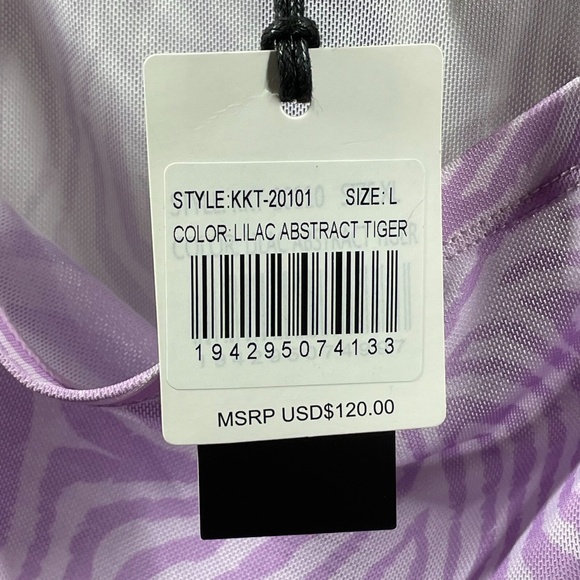 STYLE:KKT-20101 SIZE: L
COLOR: LILAC ABSTRACT TIGER
194295074133
MSRP USD$120.00